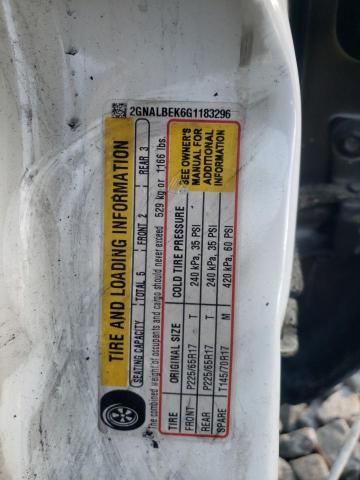 2GNALBEK6G1183296
TIRE AND LOADING INFORMATION
SEATING CAPACITY TOTAL 5 FRONT 2 REAR 3
The combined weight of occupants and cargo should never exceed 529 kg or 1166 lbs.
TIRE ORIGINAL SIZE COLD TIRE PRESSURE
FRONT P225/65R17 T 240 kPa, 35 PSI
REAR P225/65R17 T 240 kPa, 35 PSI
SPARE T145/70R17 M 420 kPa, 60 PSI
SEE OWNER'S
MANUAL FOR
ADDITIONAL
INFORMATION